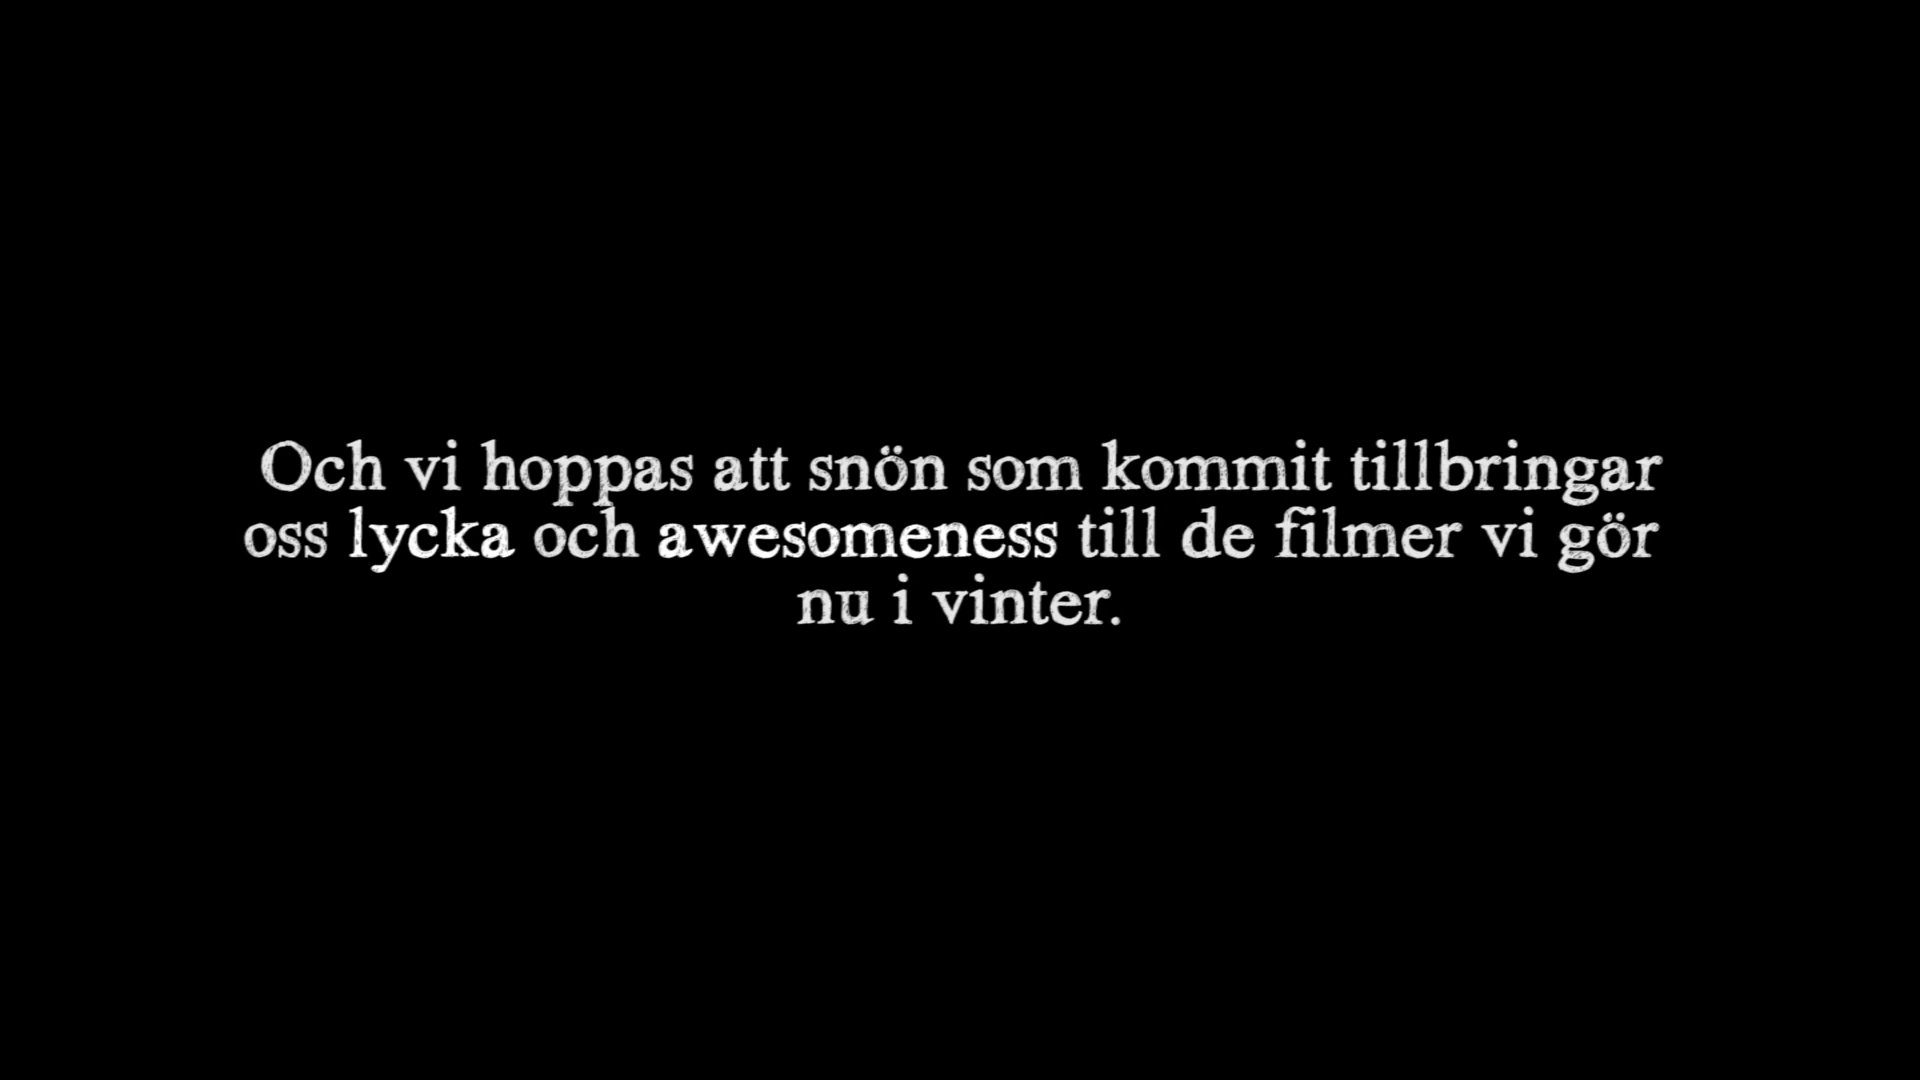 Och vi hoppas att snön som kommit tillbringar
oss lycka och awesomeness till de filmer vi gör
nu i vinter.